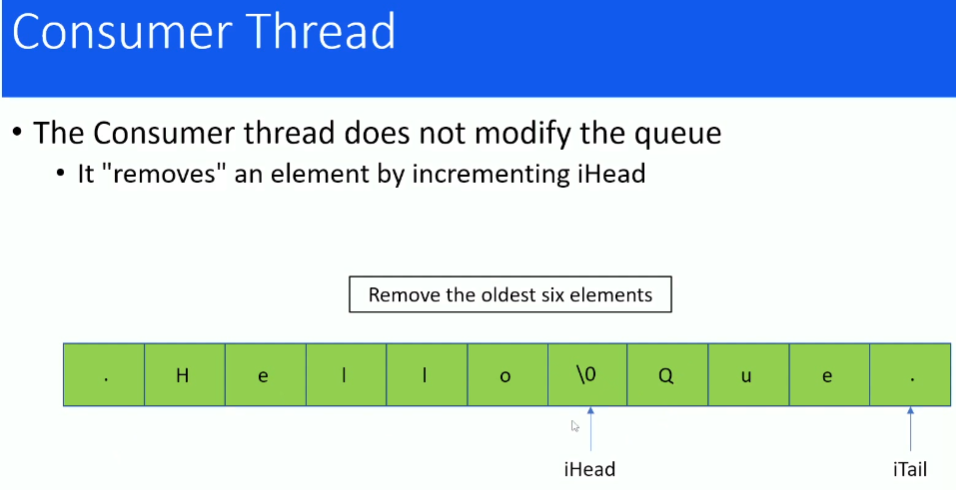 Consumer Thread
• The Consumer thread does not modify the queue
• It "removes" an element by incrementing iHead
Remove the oldest six elements
. H e l l o \0 Q u e .
iHead iTail